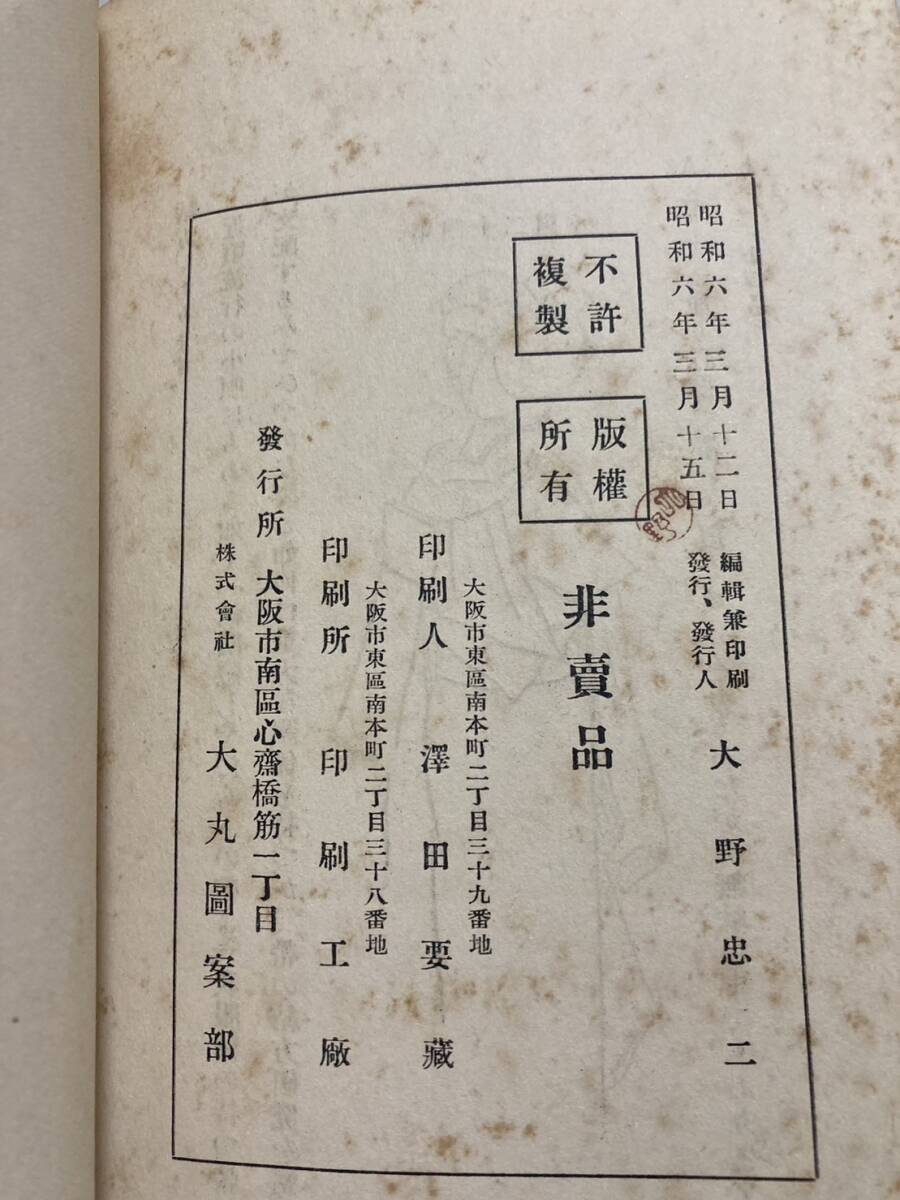 昭和六年三月十二日
昭和六年三月十五日
編輯兼印刷
發行、發行人
大野忠二
不許
複製
版權
所有
非賣品
大阪市東區南本町二丁目三十九番地
印刷人 澤田要藏
大阪市東區南本町二丁目三十八番地
印刷所 印刷工廠
發行所 大阪市南區心齋橋筋一丁目
株式會社 大丸圖案部